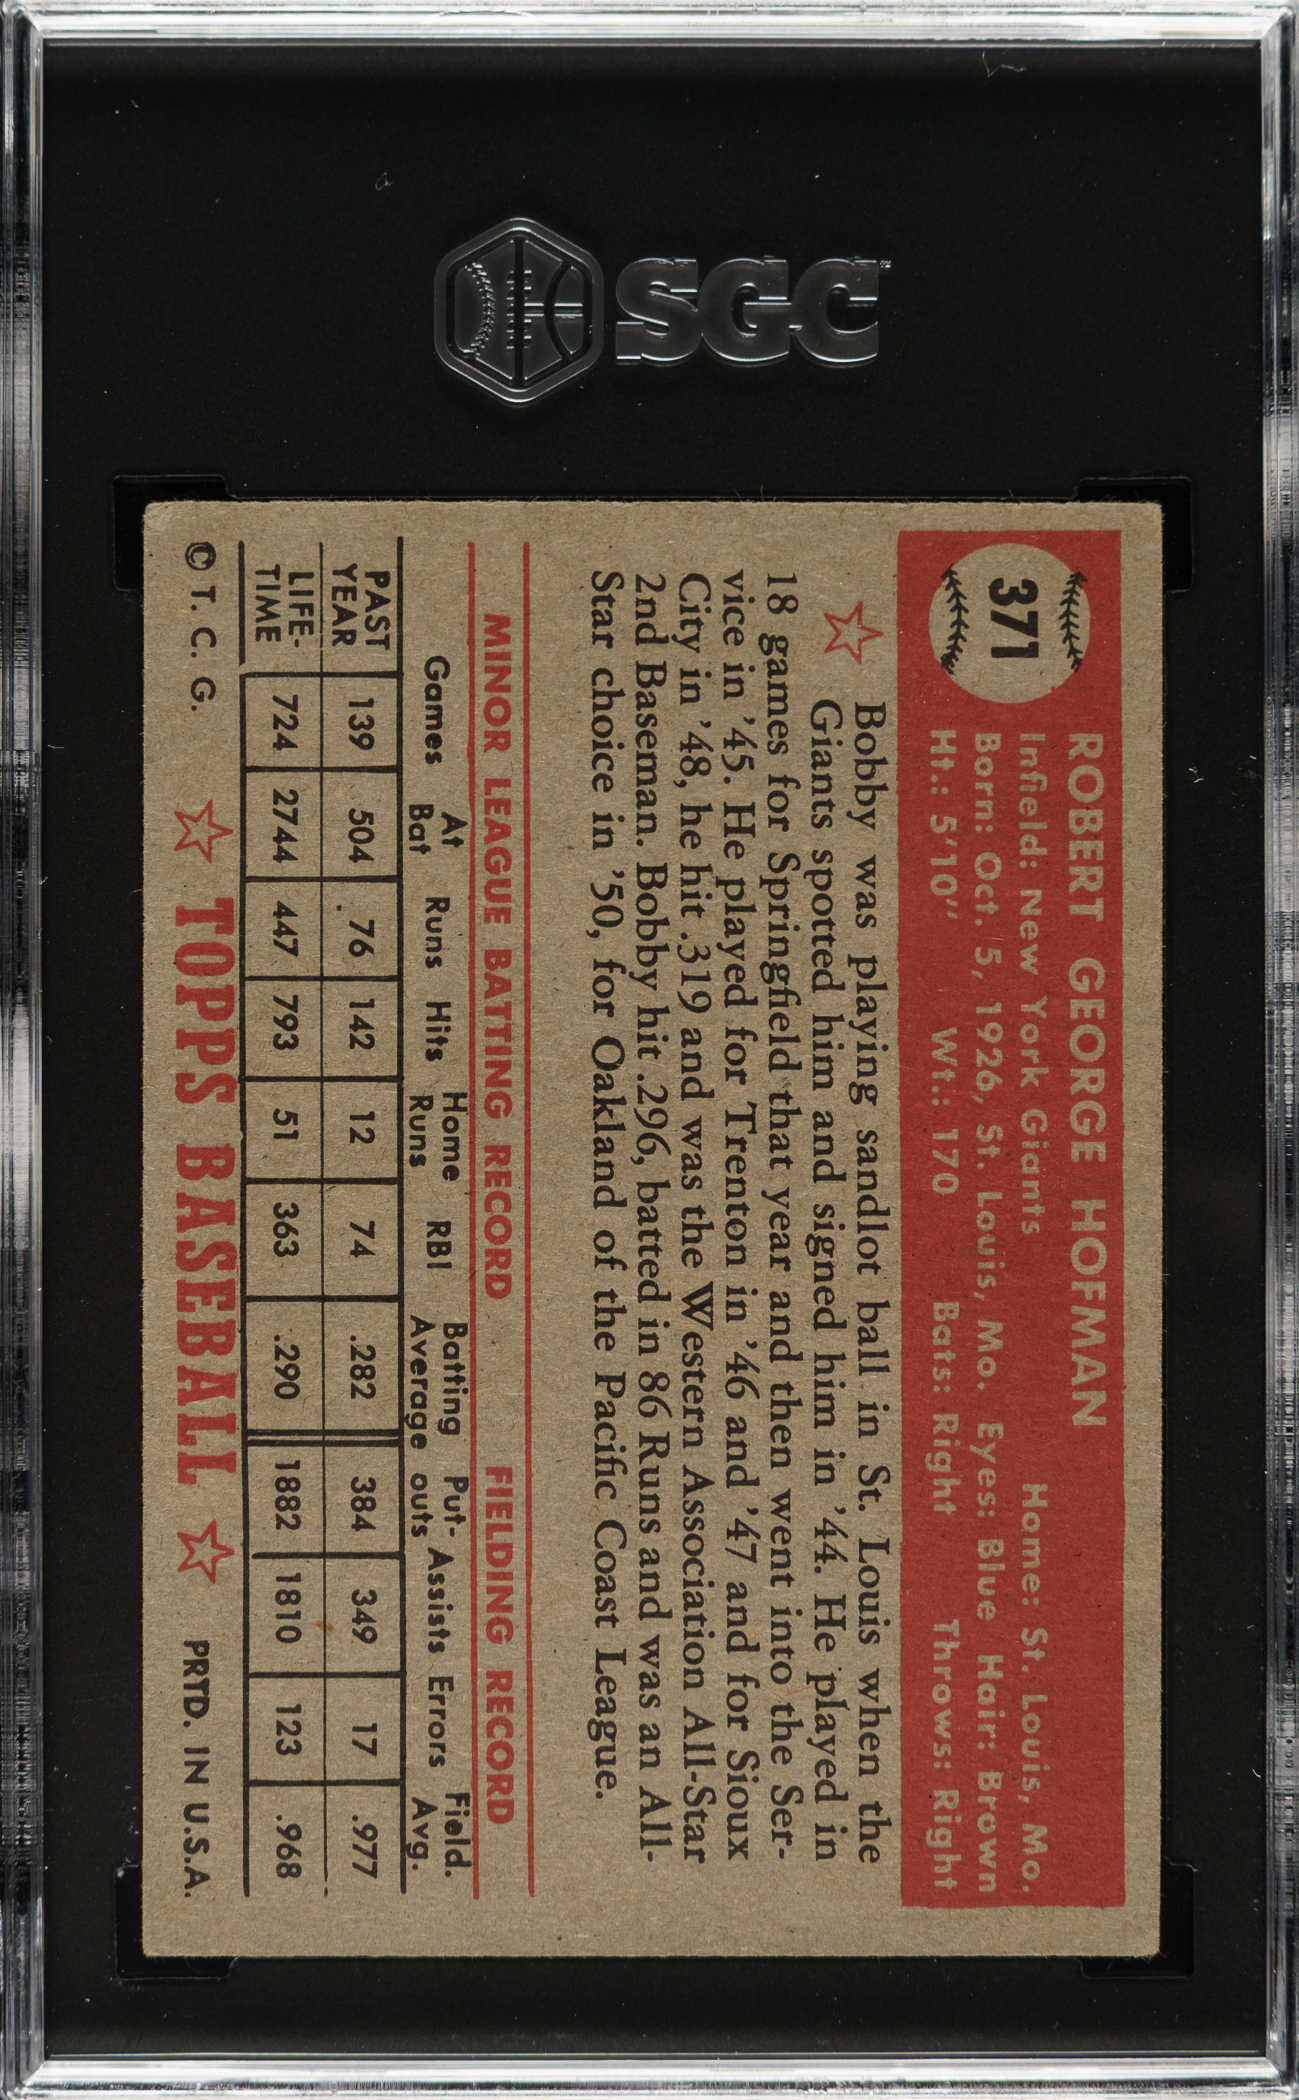 SGC
371
ROBERT GEORGE HOFMAN
Infield: New York Giants Home: St. Louis, Mo.
Born: Oct. 5, 1926, St. Louis, Mo. Eyes: Blue Hair: Brown
Ht.: 5'10" Wt.: 170 Bats: Right Throws: Right
Bobby was playing sandlot ball in St. Louis when the
Giants spotted him and signed him in '44. He played in
18 games for Springfield that year and then went into the Ser-
vice in '45. He played for Trenton in '46 and '47 and for Sioux
City in '48, he hit .319 and was the Western Association All-Star
2nd Baseman. Bobby hit .296, batted in 86 Runs and was an All-
Star choice in '50, for Oakland of the Pacific Coast League.
MINOR LEAGUE BATTING RECORD FIELDING RECORD
Games At Bat Runs Hits Home Runs RBI Batting Average Put-outs Assists Errors Field. Avg.
PAST YEAR 139 504 76 142 12 74 .282 384 349 17 .977
LIFE-TIME 724 2744 447 793 51 363 .290 1882 1810 123 .968
© T. C. G. ☆ TOPPS BASEBALL ☆ PRTD. IN U.S.A.